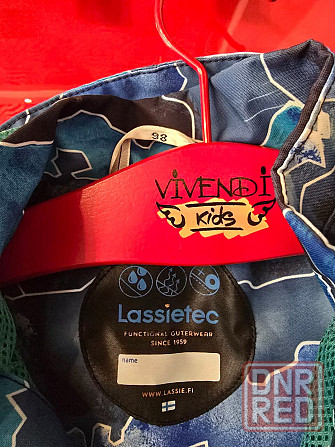 98
VIVENDI
Kids
Lassietec
FUNCTIONAL OUTERWEAR
SINCE 1959
name
WWW.LASSIE.FI
DNR
RED